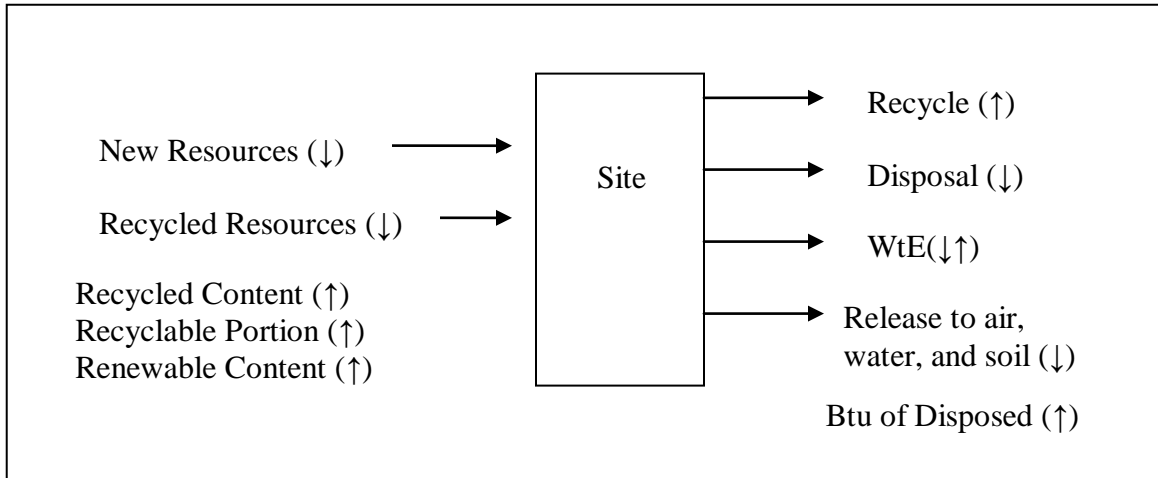 New Resources (↓)
Recycled Resources (↓)
Recycled Content (↑)
Recyclable Portion (↑)
Renewable Content (↑)
Site
Recycle (↑)
Disposal (↓)
WtE(↓↑)
Release to air,
water, and soil (↓)
Btu of Disposed (↑)